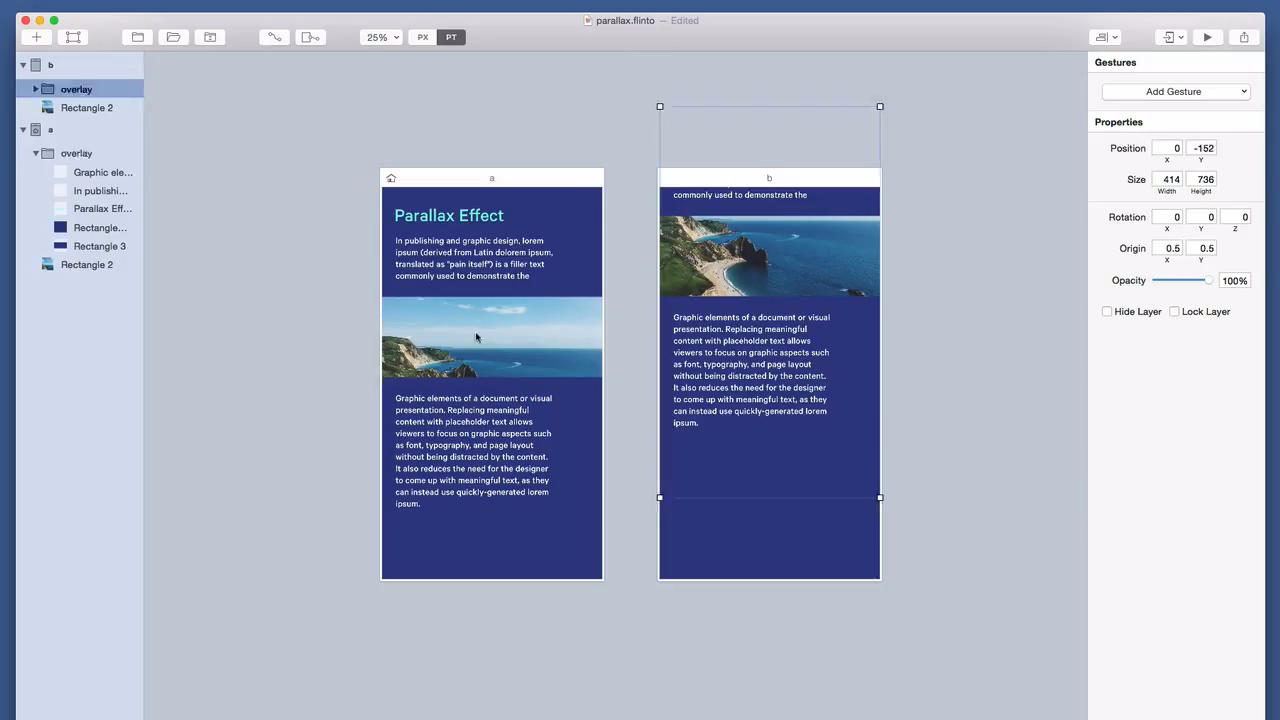 parallax.flinto — Edited
25%
PX
PT
b
overlay
Rectangle 2
a
overlay
Graphic ele...
In publishi...
Parallax Eff...
Rectangle...
Rectangle 3
Rectangle 2
a
Parallax Effect
In publishing and graphic design, lorem
ipsum (derived from Latin dolorem ipsum,
translated as "pain itself") is a filler text
commonly used to demonstrate the
Graphic elements of a document or visual
presentation. Replacing meaningful
content with placeholder text allows
viewers to focus on graphic aspects such
as font, typography, and page layout
without being distracted by the content.
It also reduces the need for the designer
to come up with meaningful text, as they
can instead use quickly-generated lorem
ipsum.
b
commonly used to demonstrate the
Graphic elements of a document or visual
presentation. Replacing meaningful
content with placeholder text allows
viewers to focus on graphic aspects such
as font, typography, and page layout
without being distracted by the content.
It also reduces the need for the designer
to come up with meaningful text, as they
can instead use quickly-generated lorem
ipsum.
Gestures
Add Gesture
Properties
Position 0 -152
X Y
Size 414 736
Width Height
Rotation 0 0 0
X Y Z
Origin 0.5 0.5
X Y
Opacity 100%
Hide Layer Lock Layer